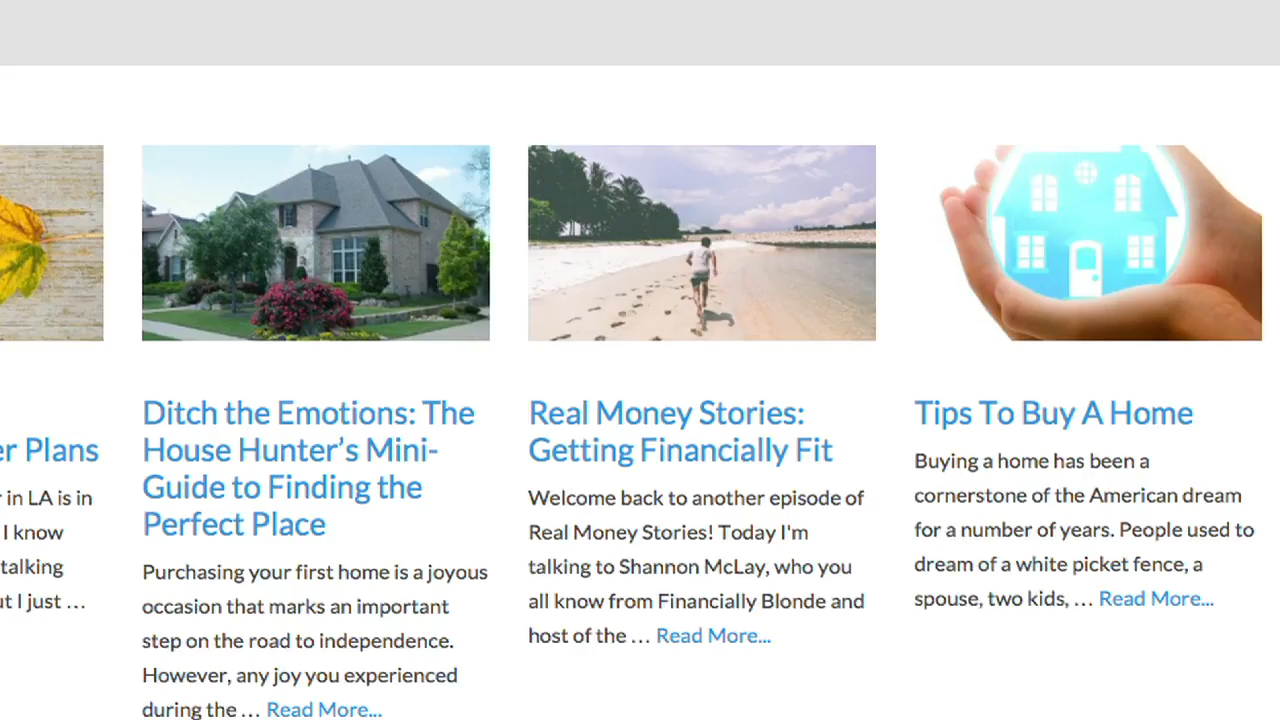 er Plans
r in LA is in
I know
talking
ut I just …
Ditch the Emotions: The
House Hunter’s Mini-
Guide to Finding the
Perfect Place
Purchasing your first home is a joyous
occasion that marks an important
step on the road to independence.
However, any joy you experienced
during the … Read More...
Real Money Stories:
Getting Financially Fit
Welcome back to another episode of
Real Money Stories! Today I'm
talking to Shannon McLay, who you
all know from Financially Blonde and
host of the … Read More...
Tips To Buy A Home
Buying a home has been a
cornerstone of the American dream
for a number of years. People used to
dream of a white picket fence, a
spouse, two kids, … Read More...